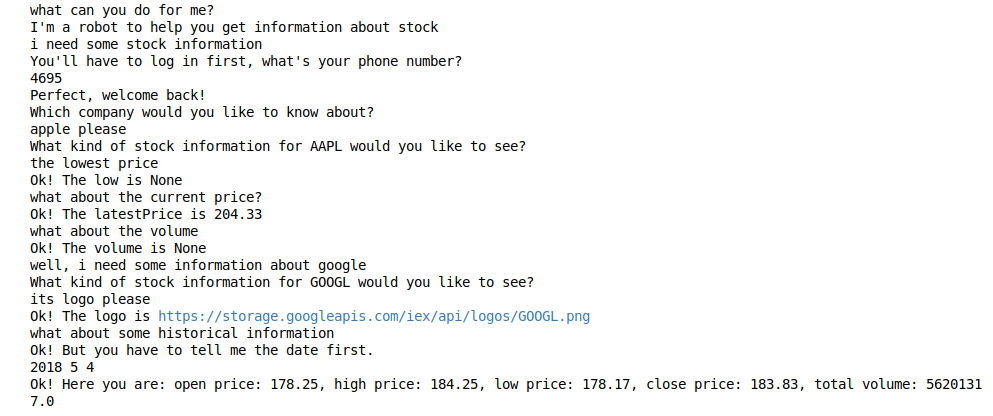 what can you do for me?
I'm a robot to help you get information about stock
i need some stock information
You'll have to log in first, what's your phone number?
4695
Perfect, welcome back!
Which company would you like to know about?
apple please
What kind of stock information for AAPL would you like to see?
the lowest price
Ok! The low is None
what about the current price?
Ok! The latestPrice is 204.33
what about the volume
Ok! The volume is None
well, i need some information about google
What kind of stock information for GOOGL would you like to see?
its logo please
Ok! The logo is https://storage.googleapis.com/iex/api/logos/GOOGL.png
what about some historical information
Ok! But you have to tell me the date first.
2018 5 4
Ok! Here you are: open price: 178.25, high price: 184.25, low price: 178.17, close price: 183.83, total volume: 5620131
7.0